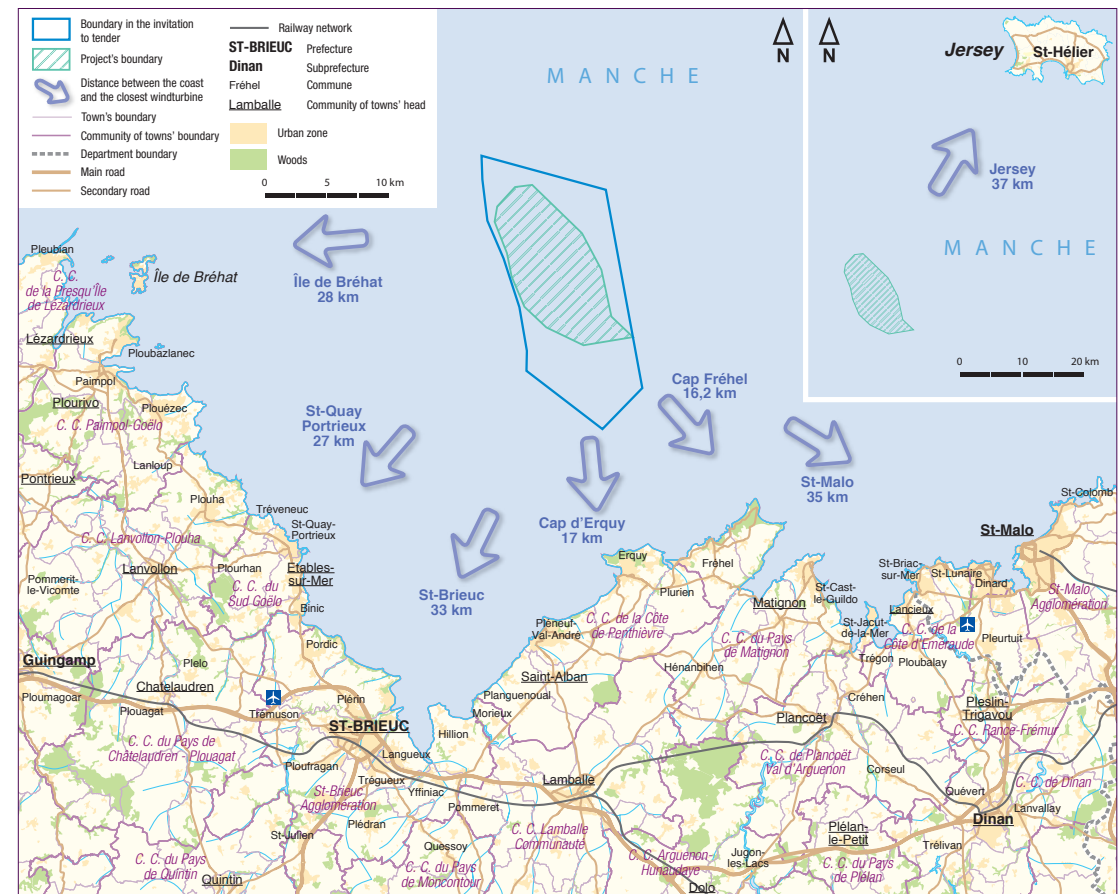 Boundary in the invitation
to tender
Project's boundary
Distance between the coast
and the closest windturbine
Town's boundary
Community of towns' boundary
Department boundary
Main road
Secondary road
Railway network
ST-BRIEUC Prefecture
Dinan Subprefecture
Fréhel Commune
Lamballe Community of towns' head
Urban zone
Woods
0 5 10 km
MANCHE
N
N
Jersey
St-Hélier
Jersey
37 km
MANCHE
0 10 20 km
Île de Bréhat
28 km
Pleubian
Île de Bréhat
C. C.
de la Presqu'Île
de Lézardrieux
Lézardrieux
Ploubazlanec
Paimpol
Plourivo
Plouézec
C. C. Paimpol-Goëlo
St-Quay
Portrieux
27 km
Cap Fréhel
16,2 km
St-Malo
35 km
Cap d'Erquy
17 km
St-Brieuc
33 km
Lanloup
Pontrieux
Plouha
Tréveneuc
St-Quay-
Portrieux
C. C. Lanvollon-Plouha
Lanvollon
Plourhan
Etables-
sur-Mer
Pommerit-
le-Vicomte
C. C. du
Sud Goëlo
Binic
Pordic
Guingamp
Plelo
Ploumagoar
Chatelaudren
Plouagat
Trémuson
Plérin
ST-BRIEUC
C. C. du Pays de
Châtelaudren - Plouagat
Ploufragan
Langueux
Trégueux
Yffiniac
St-Brieuc
Agglomération
Plédran
St-Julien
C. C. du Pays
de Quintin
Quintin
Quessoy
C. C. du Pays
de Moncontour
Pommeret
Hillion
Morieux
Planguenoual
Saint-Alban
Pléneuf-
Val-André
Erquy
Plurien
Fréhel
C. C. de la Côte
de Penthièvre
Hénanbihen
Lamballe
C. C. Lamballe
Communauté
C. C. Arguenon-
Hunaudaye
Dolo
Jugon-
les-Lacs
Matignon
C. C. du Pays
de Matignon
St-Cast-
le-Guildo
St-Jacut-
de-la-Mer
St-Briac-
sur-Mer
St-Lunaire
Dinard
Lancieux
C. C. de la
Côte d'Emeraude
Pleurtuit
Trégon
Ploubalay
Créhen
St-Malo
St-Colomb
St-Malo
Agglomération
Plancoët
Pleslin-
Trigavou
C. C. Rance-Frémur
C. C. de Plancoët
Val d'Arguenon
Corseul
Quévert
C. C. de Dinan
Lanvallay
Dinan
Plélan-
le-Petit
Trélivan
C. C. du Pays
de Plélan